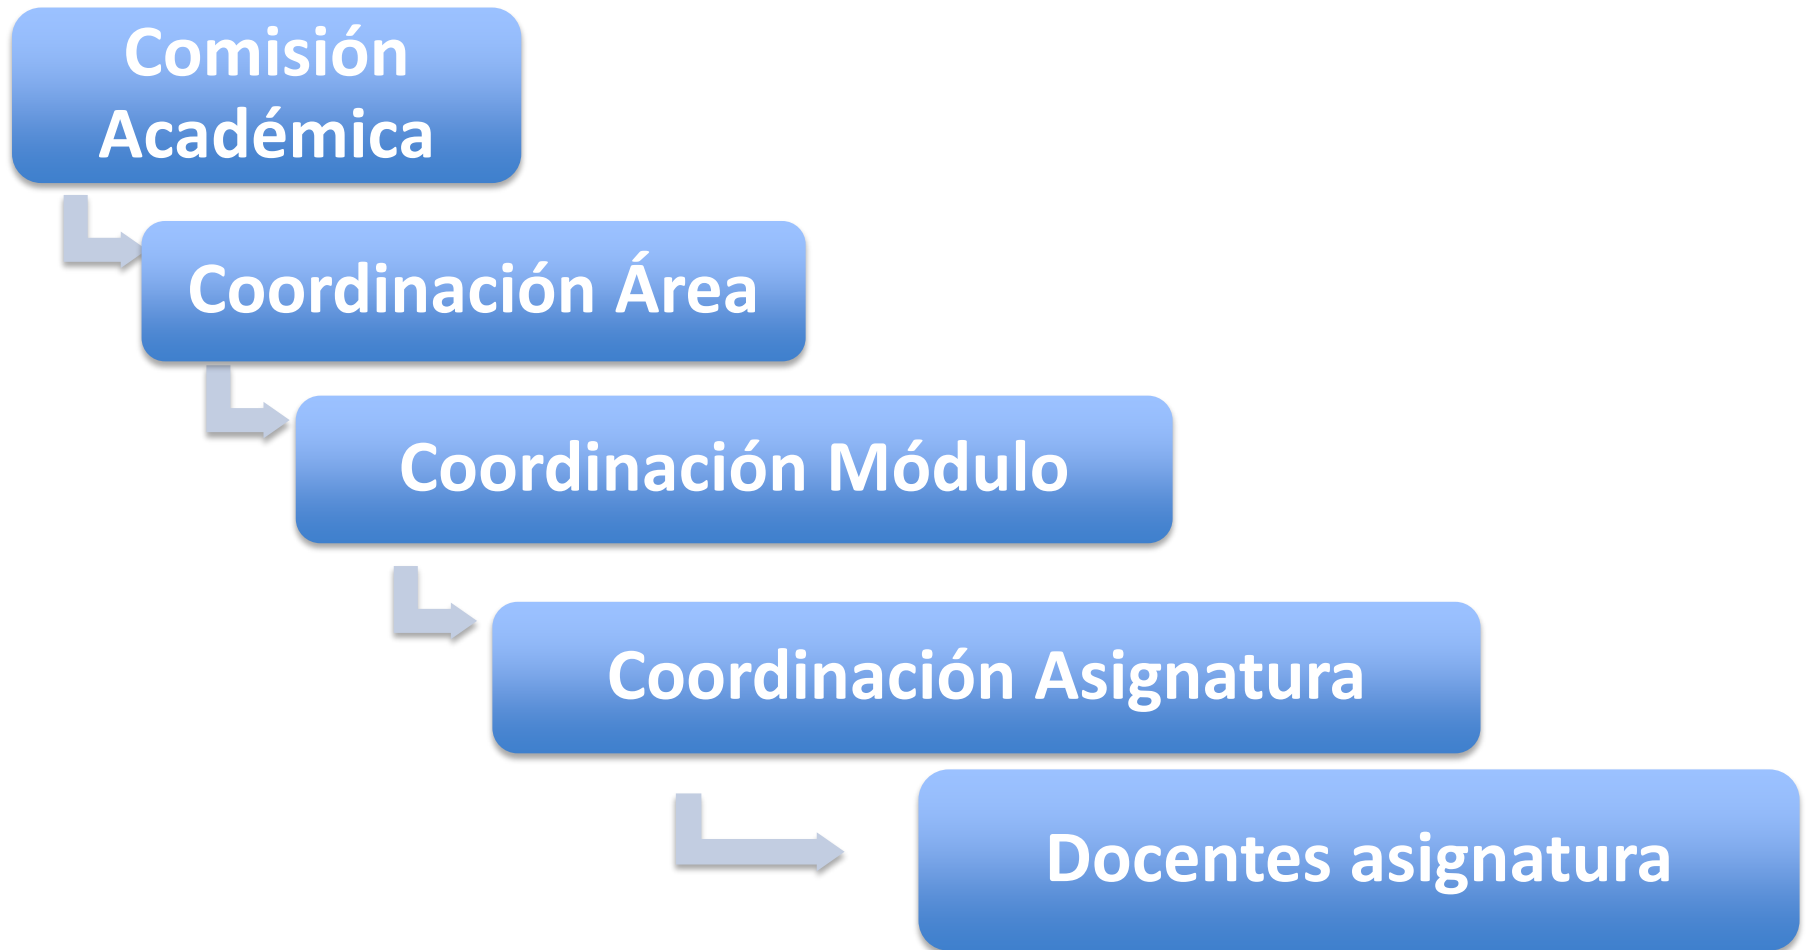 Comisión
Académica
Coordinación Área
Coordinación Módulo
Coordinación Asignatura
Docentes asignatura